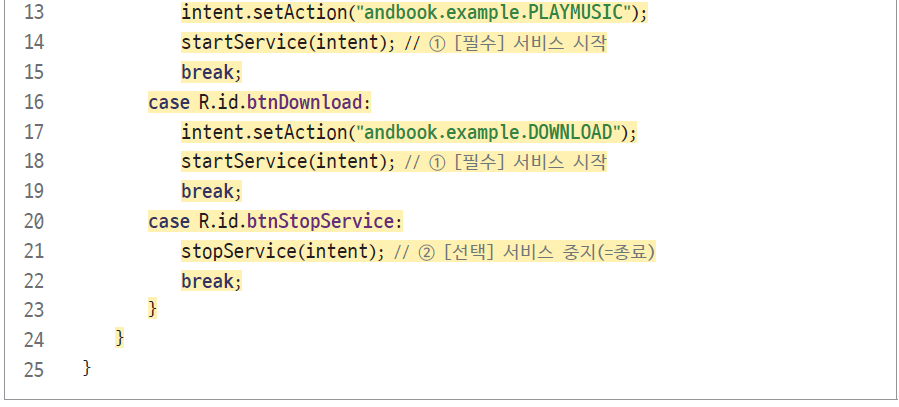 13 intent.setAction("andbook.example.PLAYMUSIC");
14 startService(intent); // ① [필수] 서비스 시작
15 break;
16 case R.id.btnDownload:
17 intent.setAction("andbook.example.DOWNLOAD");
18 startService(intent); // ① [필수] 서비스 시작
19 break;
20 case R.id.btnStopService:
21 stopService(intent); // ② [선택] 서비스 중지(=종료)
22 break;
23 }
24 }
25 }